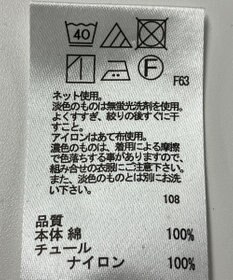 40
F
F63
ネット使用。
淡色のものは無蛍光洗剤を使用。
よくすすぎ、絞りの後すぐに干
すこと。
アイロンはあて布使用。
濃色のものは、着用による摩擦
で色落ちする事がありますので、
組み合せの衣服にご注意下さい。
また、淡色のものとは別にお洗
い下さい。
108
品質
本体 綿 100%
チュール
ナイロン 100%